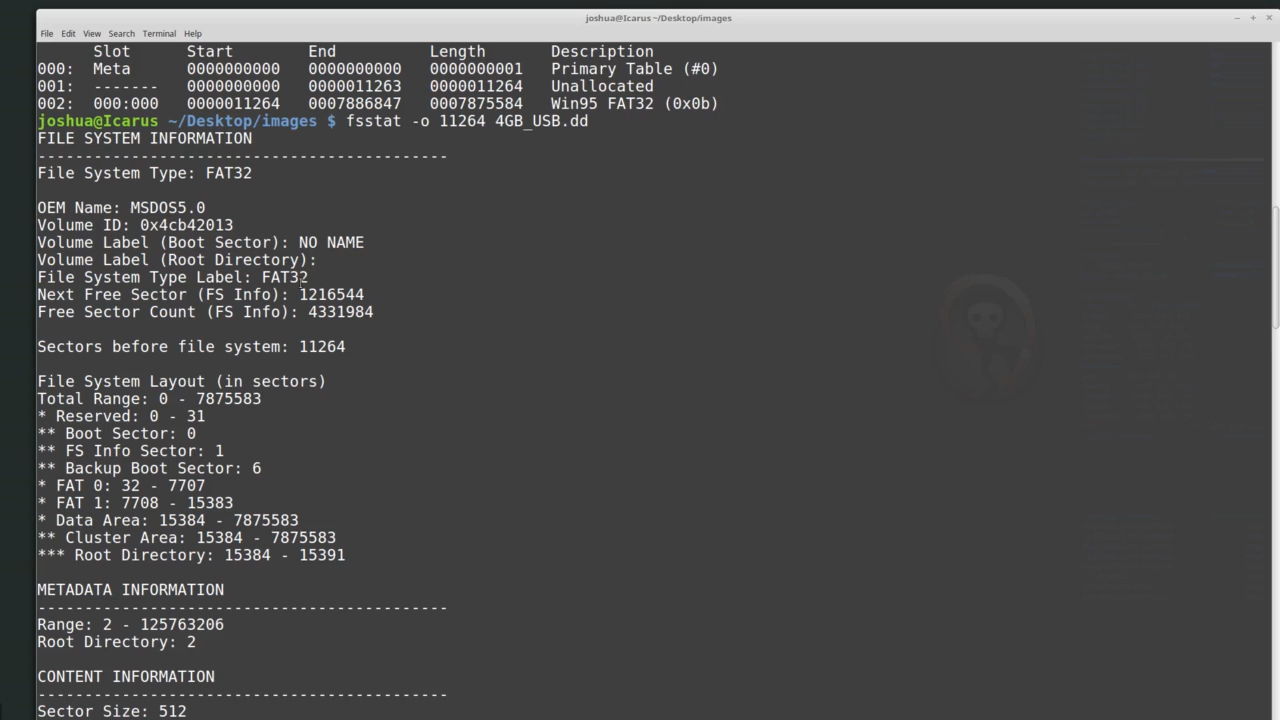 joshua@Icarus ~/Desktop/images
File Edit View Search Terminal Help
Slot Start End Length Description
000: Meta 0000000000 0000000000 0000000001 Primary Table (#0)
001: ------- 0000000000 0000011263 0000011264 Unallocated
002: 000:000 0000011264 0007886847 0007875584 Win95 FAT32 (0x0b)
joshua@Icarus ~/Desktop/images $ fsstat -o 11264 4GB_USB.dd
FILE SYSTEM INFORMATION
--------------------------------------------
File System Type: FAT32
OEM Name: MSDOS5.0
Volume ID: 0x4cb42013
Volume Label (Boot Sector): NO NAME
Volume Label (Root Directory):
File System Type Label: FAT32
Next Free Sector (FS Info): 1216544
Free Sector Count (FS Info): 4331984
Sectors before file system: 11264
File System Layout (in sectors)
Total Range: 0 - 7875583
* Reserved: 0 - 31
** Boot Sector: 0
** FS Info Sector: 1
** Backup Boot Sector: 6
* FAT 0: 32 - 7707
* FAT 1: 7708 - 15383
* Data Area: 15384 - 7875583
** Cluster Area: 15384 - 7875583
*** Root Directory: 15384 - 15391
METADATA INFORMATION
--------------------------------------------
Range: 2 - 125763206
Root Directory: 2
CONTENT INFORMATION
--------------------------------------------
Sector Size: 512